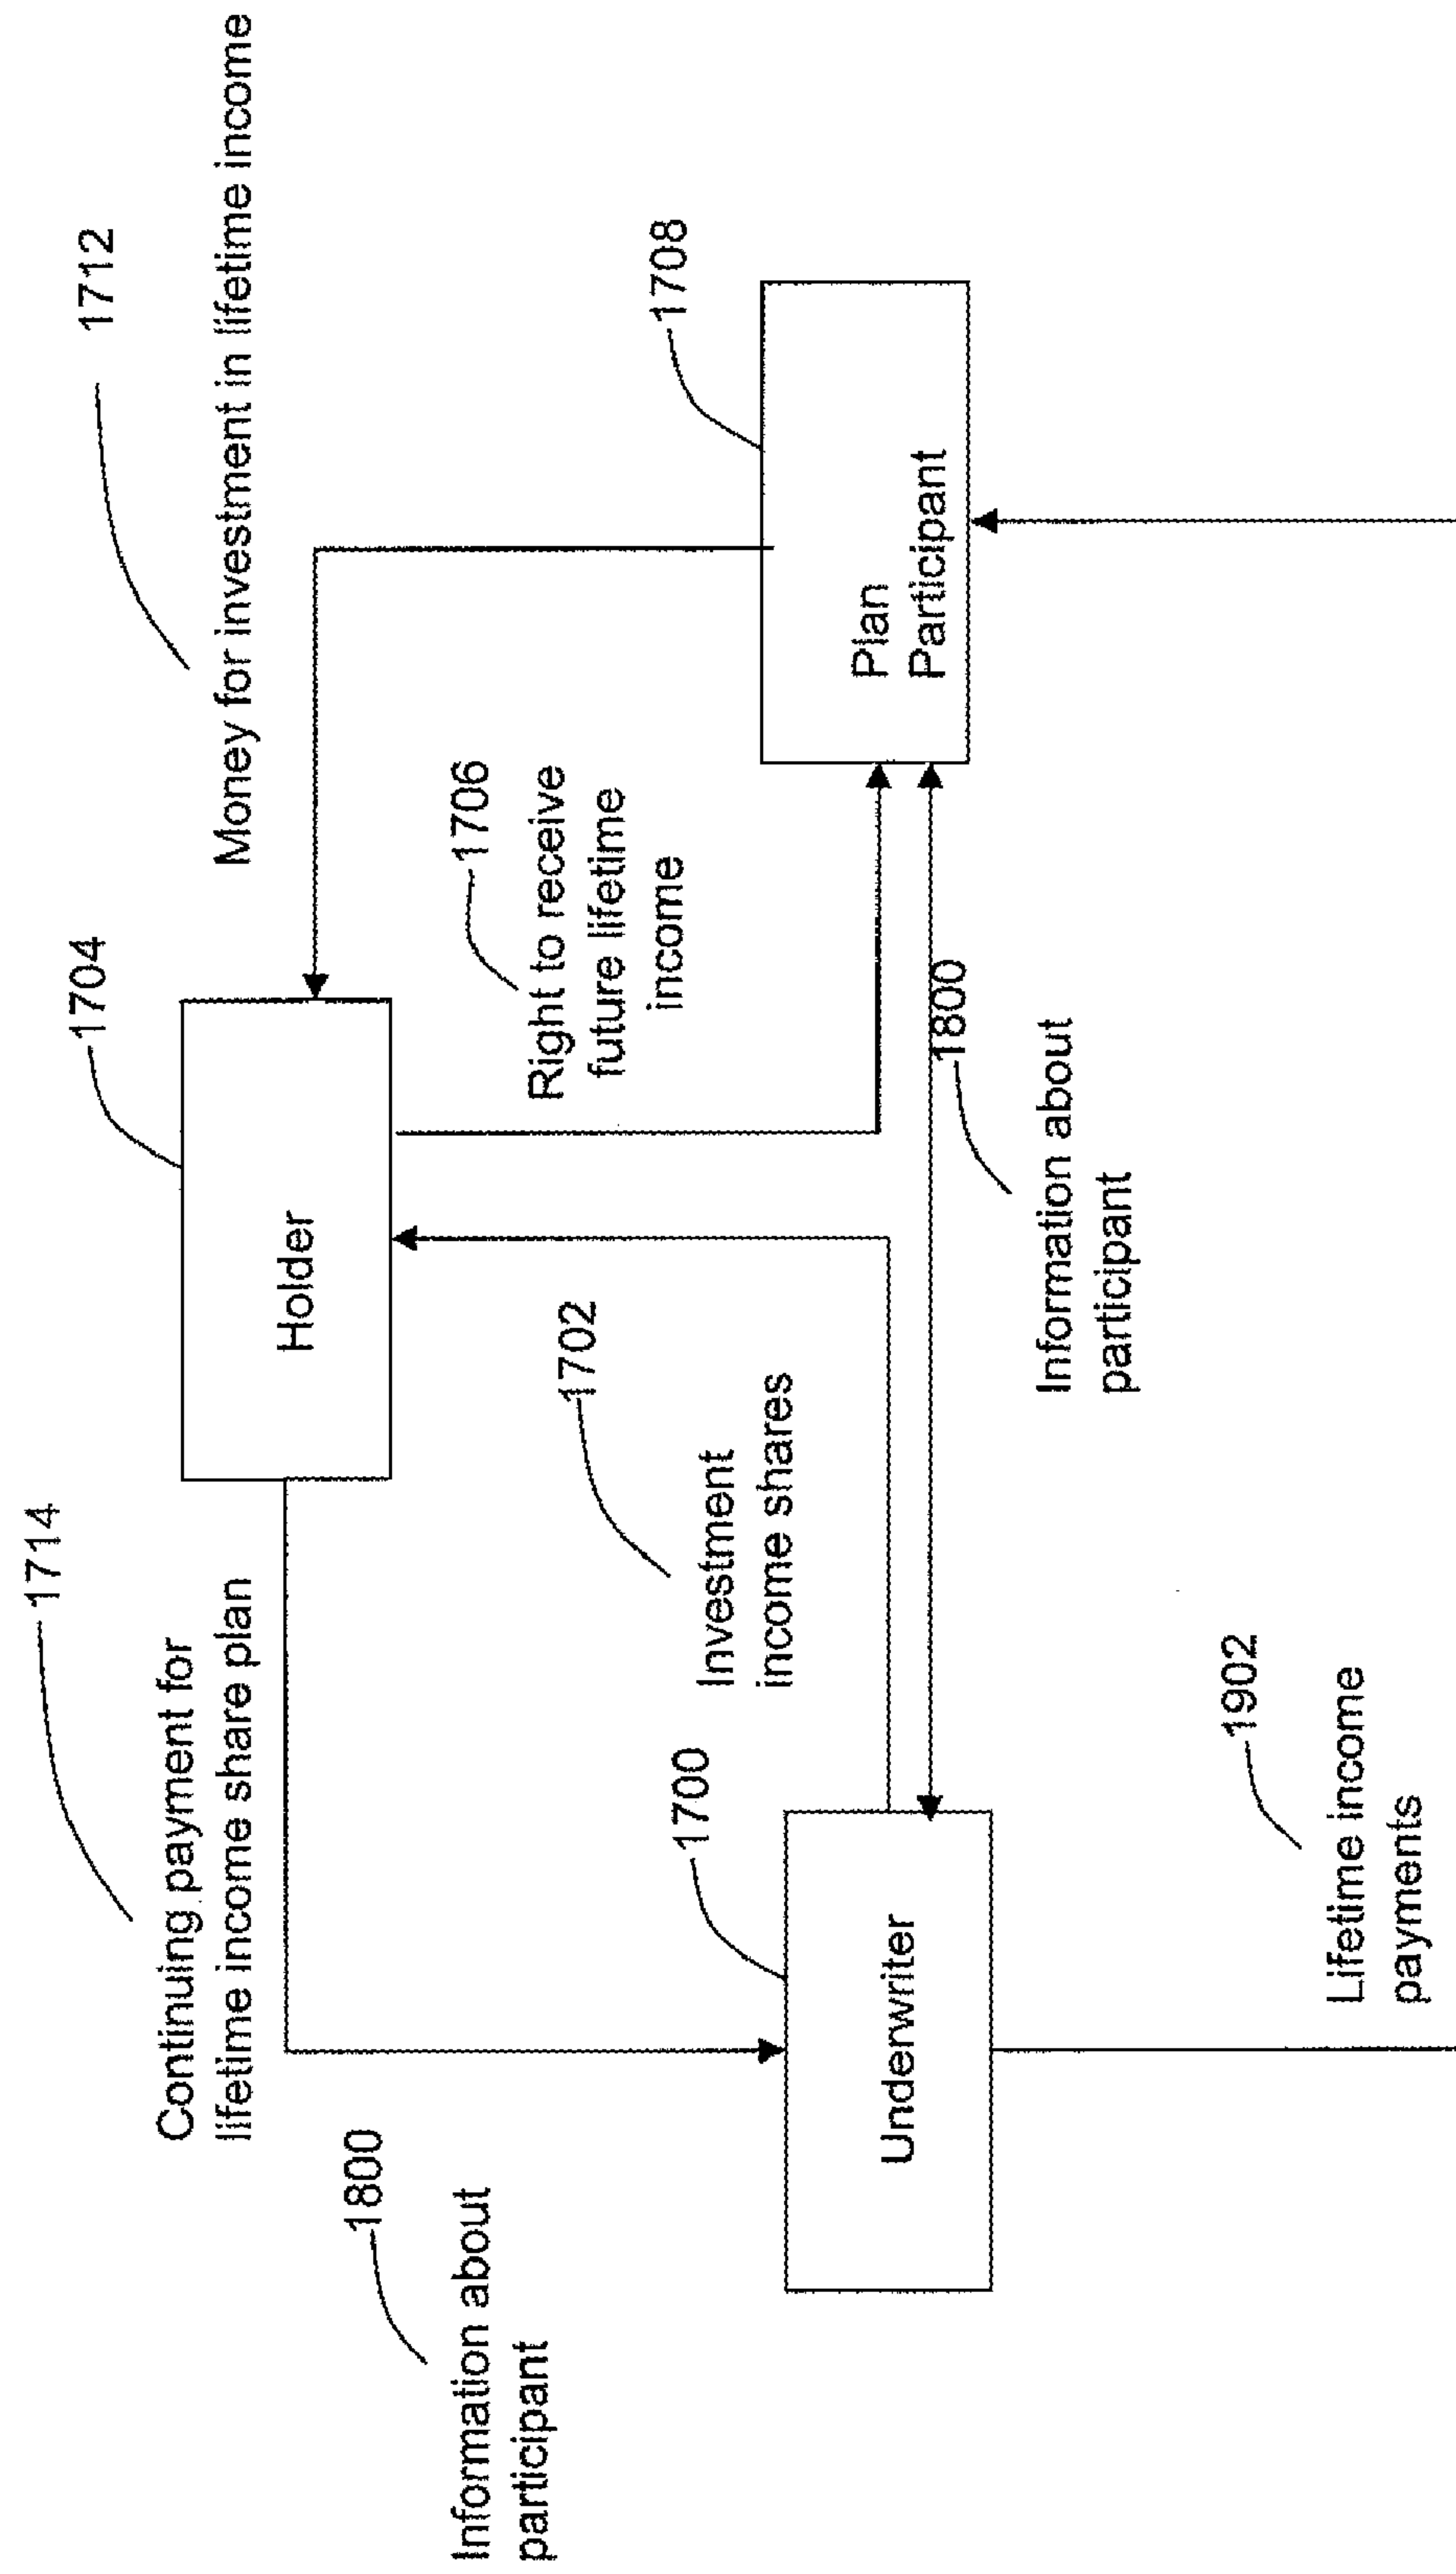 1714
Continuing payment for
lifetime income share plan
1704
Holder
1712
Money for investment in lifetime income
1800
Information about
participant
1702
Investment
income shares
1706
Right to receive
future lifetime
income
1700
Underwriter
1708
Plan
Participant
1800
Information about
participant
1902
Lifetime income
payments